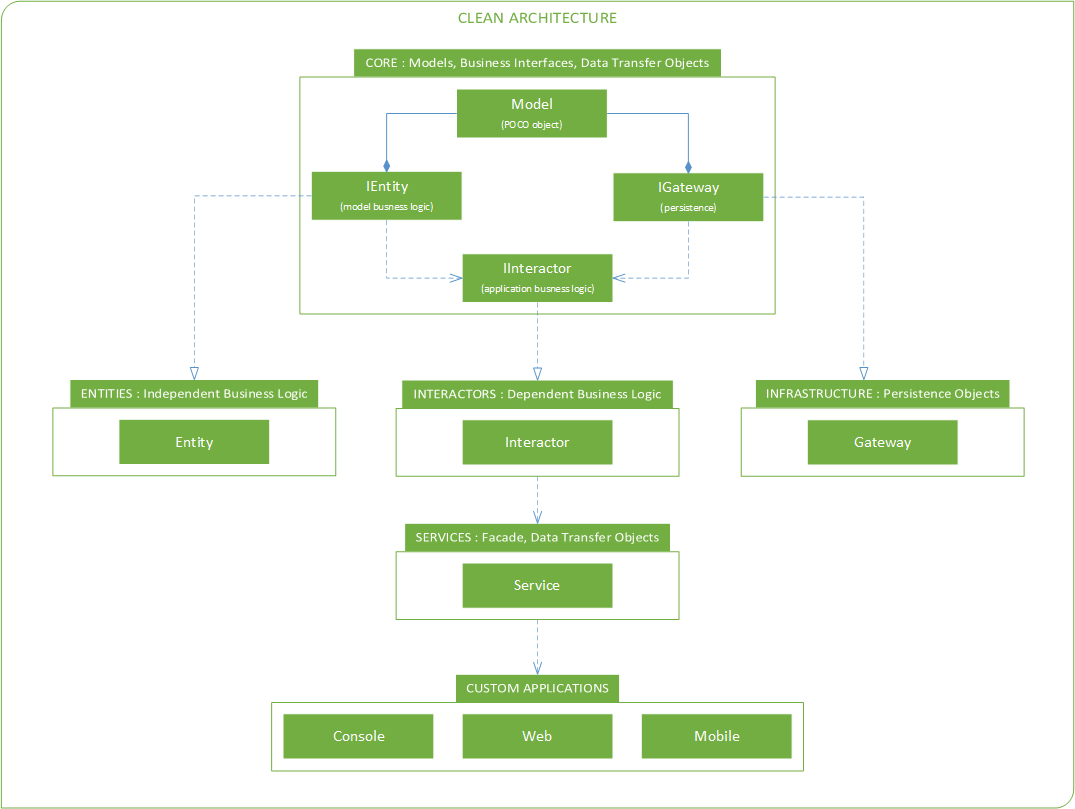 CLEAN ARCHITECTURE
CORE : Models, Business Interfaces, Data Transfer Objects
Model
(POCO object)
IEntity
(model busness logic)
IGateway
(persistence)
IInteractor
(application busness logic)
ENTITIES : Independent Business Logic
INTERACTORS : Dependent Business Logic
INFRASTRUCTURE : Persistence Objects
Entity
Interactor
Gateway
SERVICES : Facade, Data Transfer Objects
Service
CUSTOM APPLICATIONS
Console
Web
Mobile